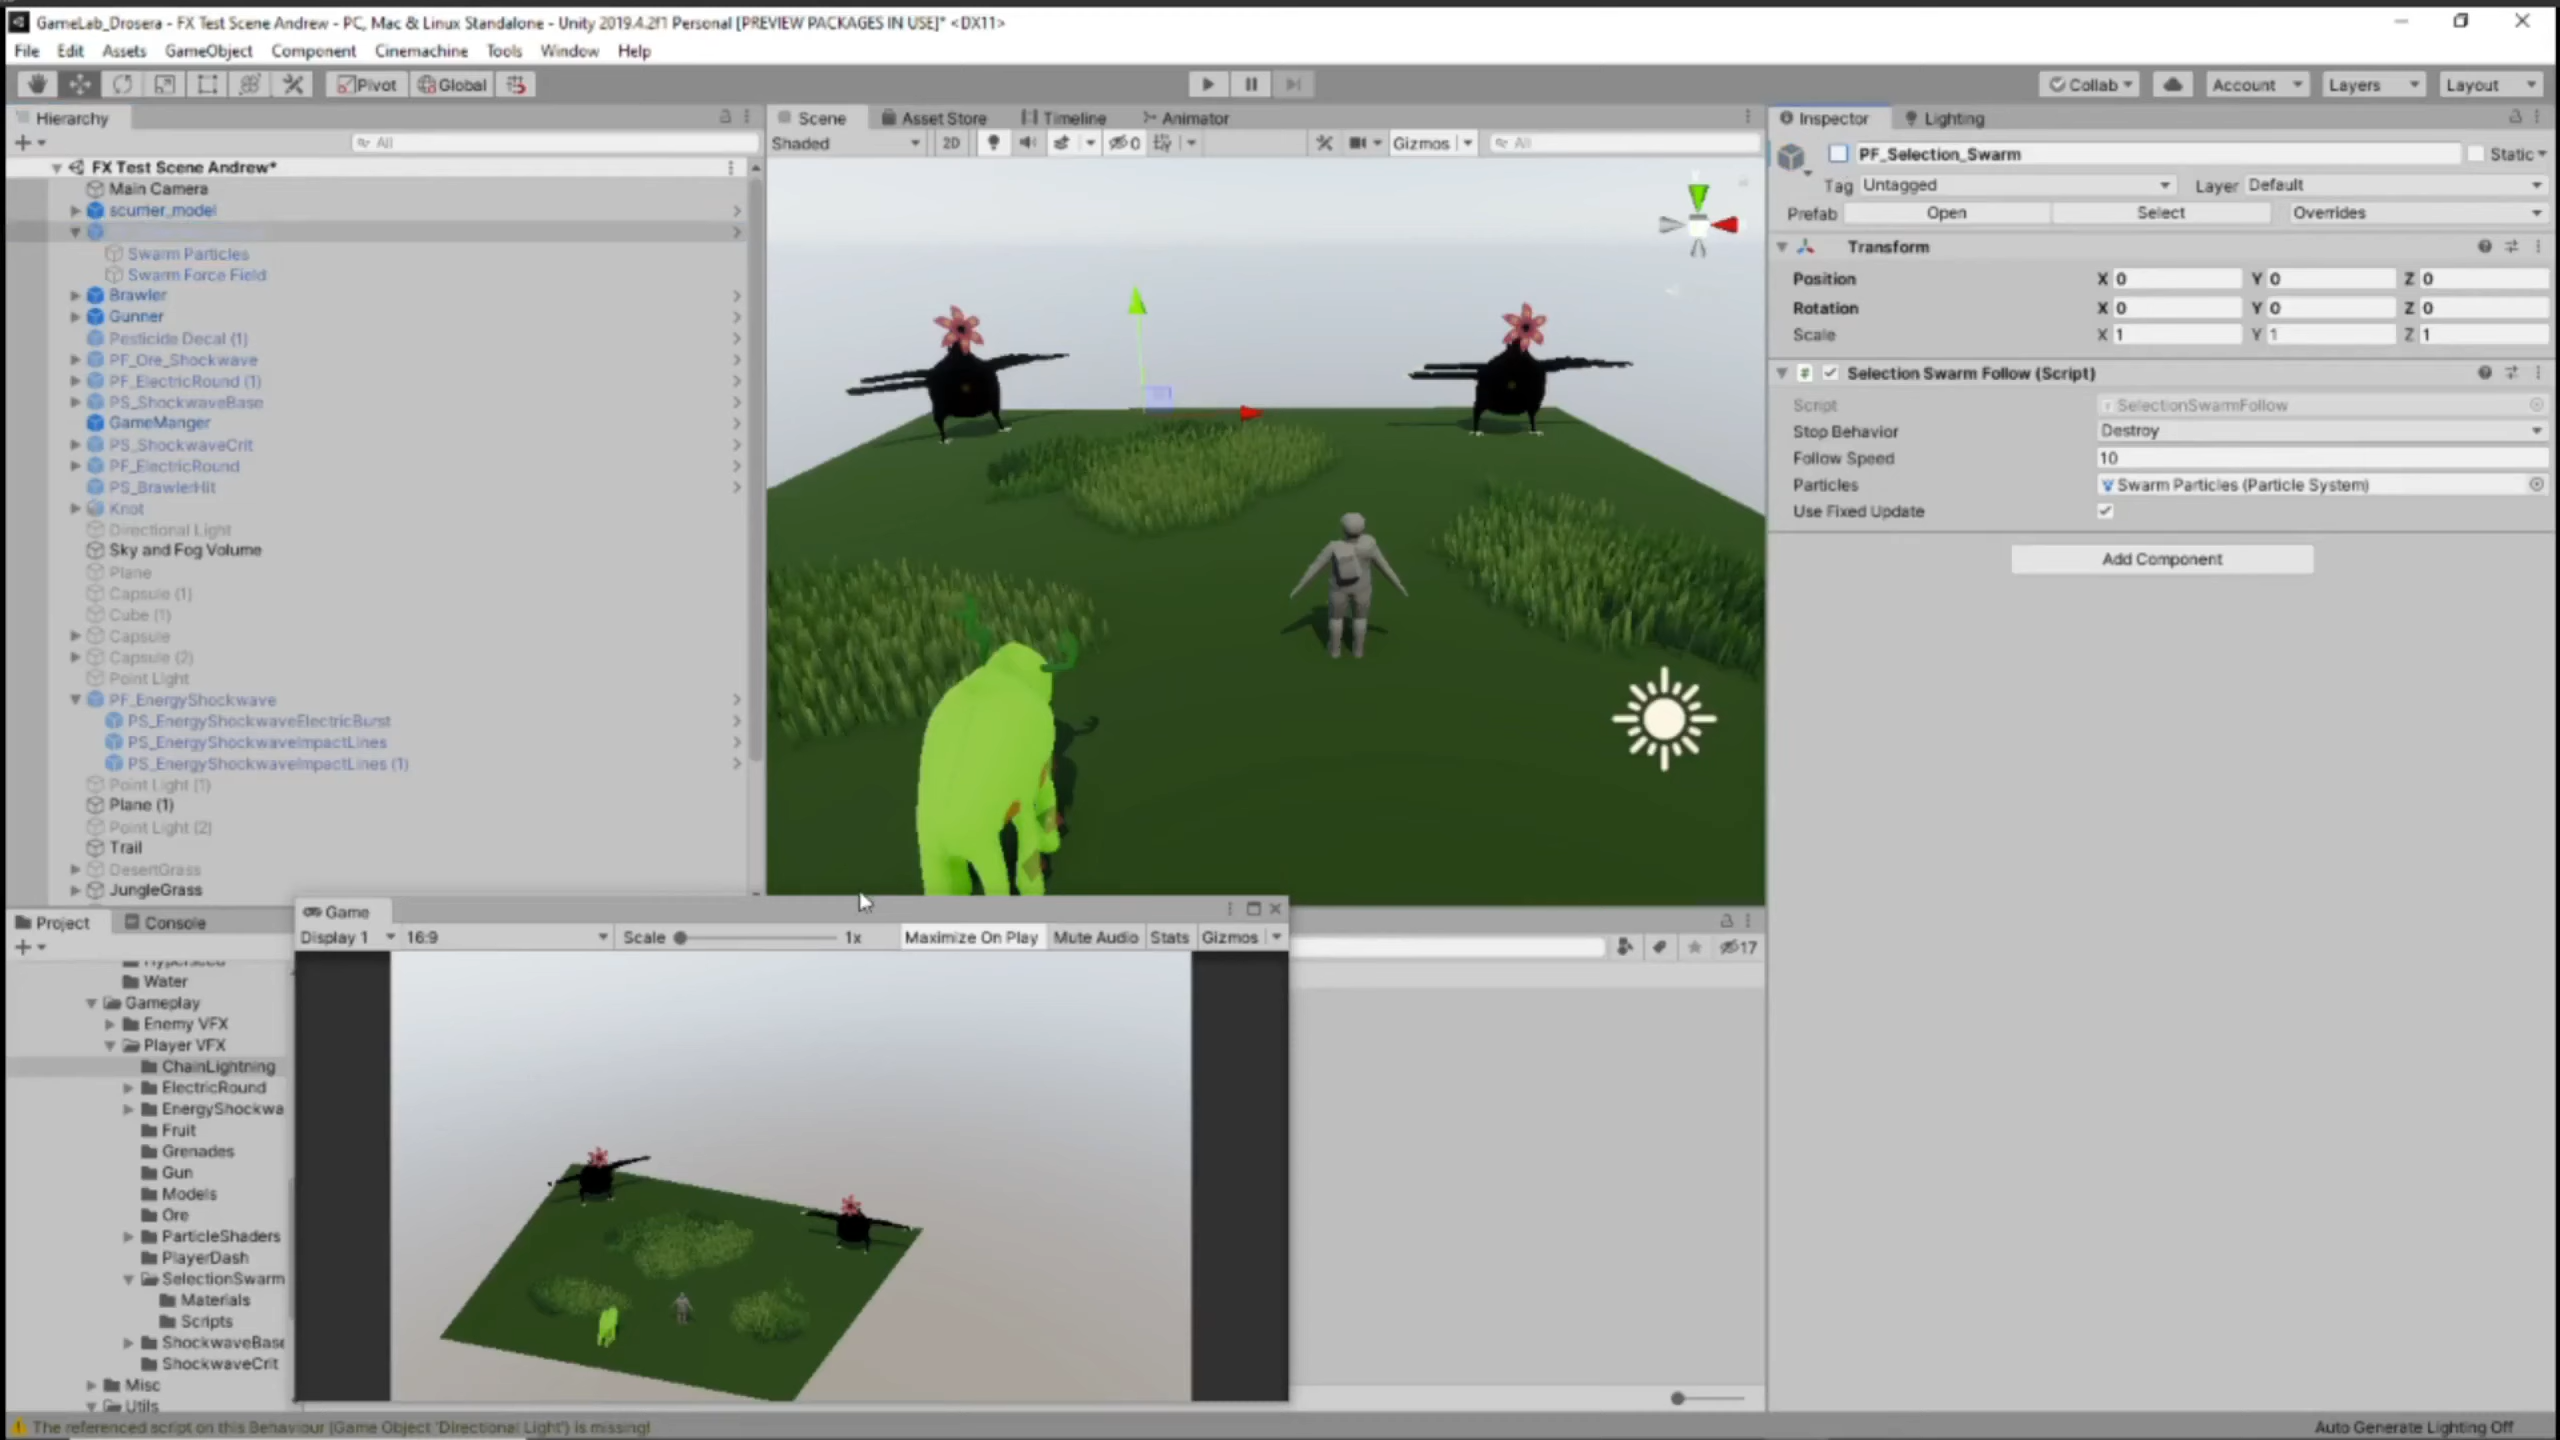 GameLab_Drosera - FX Test Scene Andrew - PC, Mac & Linux Standalone - Unity 2019.4.2f1 Personal [PREVIEW PACKAGES IN USE]* <DX11>
File Edit Assets GameObject Component Cinemachine Tools Window Help
Pivot Global Collab Account Layers Layout
Hierarchy
All
FX Test Scene Andrew*
Main Camera
scurrier_model
Swarm Particles
Swarm Force Field
Brawler
Gunner
Pesticide Decal (1)
PF_Ore_Shockwave
PF_ElectricRound (1)
PS_ShockwaveBase
GameManger
PS_ShockwaveCrit
PF_ElectricRound
PS_BrawlerHit
Knot
Directional Light
Sky and Fog Volume
Plane
Capsule (1)
Cube (1)
Capsule
Capsule (2)
Point Light
PF_EnergyShockwave
PS_EnergyShockwaveElectricBurst
PS_EnergyShockwaveImpactLines
PS_EnergyShockwaveImpactLines (1)
Point Light (1)
Plane (1)
Point Light (2)
Trail
DesertGrass
JungleGrass
Scene Asset Store Timeline Animator
Shaded 2D 0 Gizmos All
Inspector Lighting
PF_Selection_Swarm Static
Tag Untagged Layer Default
Prefab Open Select Overrides
Transform
Position X 0 Y 0 Z 0
Rotation X 0 Y 0 Z 0
Scale X 1 Y 1 Z 1
Selection Swarm Follow (Script)
Script SelectionSwarmFollow
Stop Behavior Destroy
Follow Speed 10
Particles Swarm Particles (Particle System)
Use Fixed Update
Add Component
Project Console
Hyperseed
Water
Gameplay
Enemy VFX
Player VFX
ChainLightning
ElectricRound
EnergyShockwa
Fruit
Grenades
Gun
Models
Ore
ParticleShaders
PlayerDash
SelectionSwarm
Materials
Scripts
ShockwaveBase
ShockwaveCrit
Misc
Utils
Game
Display 1 16:9 Scale 1x Maximize On Play Mute Audio Stats Gizmos
17
The referenced script on this Behaviour (Game Object 'Directional Light') is missing!
Auto Generate Lighting Off